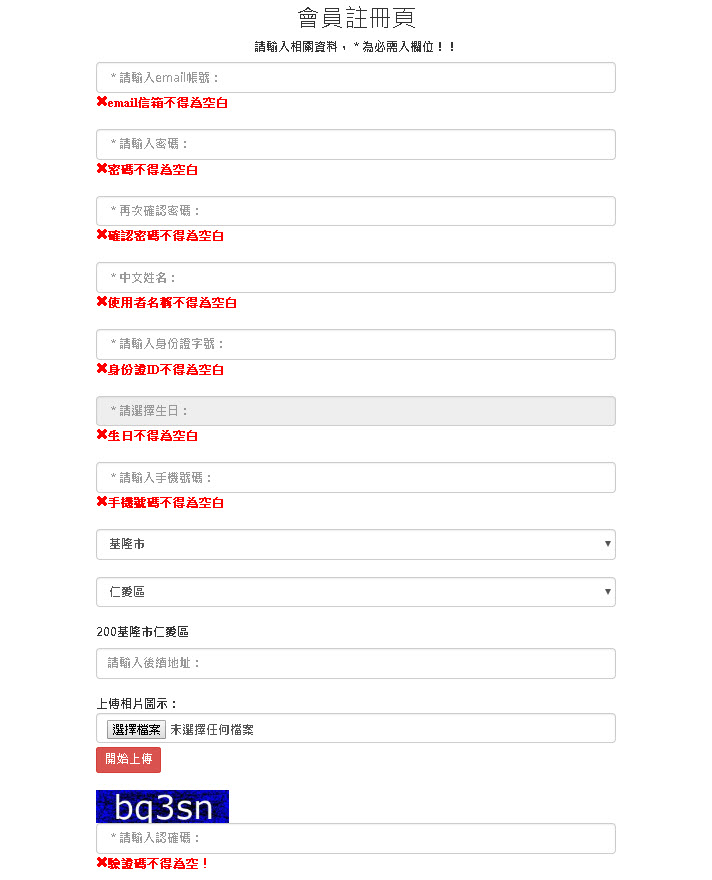 會員註冊頁
請輸入相關資料，*為必需入欄位！！
* 請輸入email帳號：
✖email信箱不得為空白
* 請輸入密碼：
✖密碼不得為空白
* 再次確認密碼：
✖確認密碼不得為空白
* 中文姓名：
✖使用者名稱不得為空白
* 請輸入身份證字號：
✖身份證ID不得為空白
* 請選擇生日：
✖生日不得為空白
* 請輸入手機號碼：
✖手機號碼不得為空白
基隆市
仁愛區
200基隆市仁愛區
請輸入後續地址：
上傳相片圖示：
選擇檔案 未選擇任何檔案
開始上傳
bq3sn
* 請輸入認確碼：
✖驗證碼不得為空！